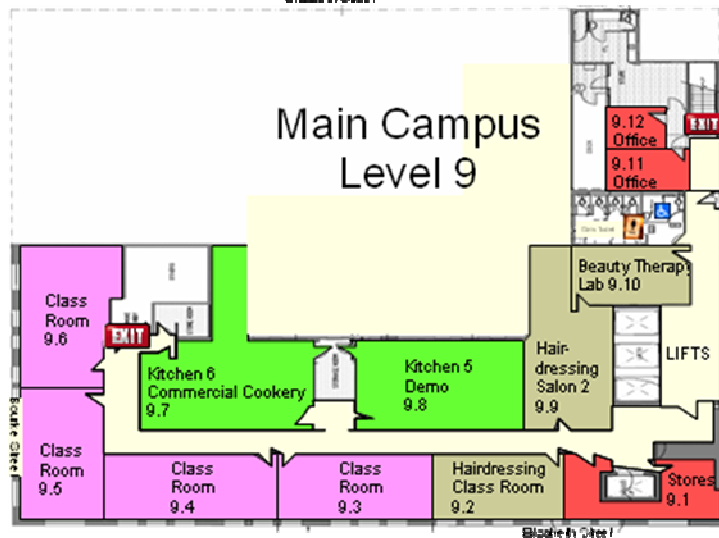 Main Campus
Level 9
9.12
Office
EXIT
9.11
Office
Beauty Therapy
Lab 9.10
Class
Room
9.6
EXIT
Kitchen 6
Commercial Cookery
9.7
Kitchen 5
Demo
9.8
Hair-
dressing
Salon 2
9.9
LIFTS
Class
Room
9.5
Class
Room
9.4
Class
Room
9.3
Hairdressing
Class Room
9.2
Stores
9.1